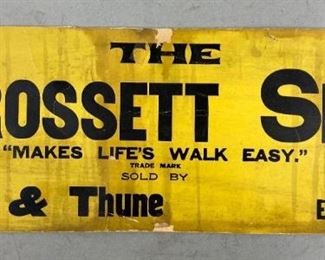 THE
ROSSETT S
"MAKES LIFE'S WALK EASY."
TRADE MARK
SOLD BY
& Thune E